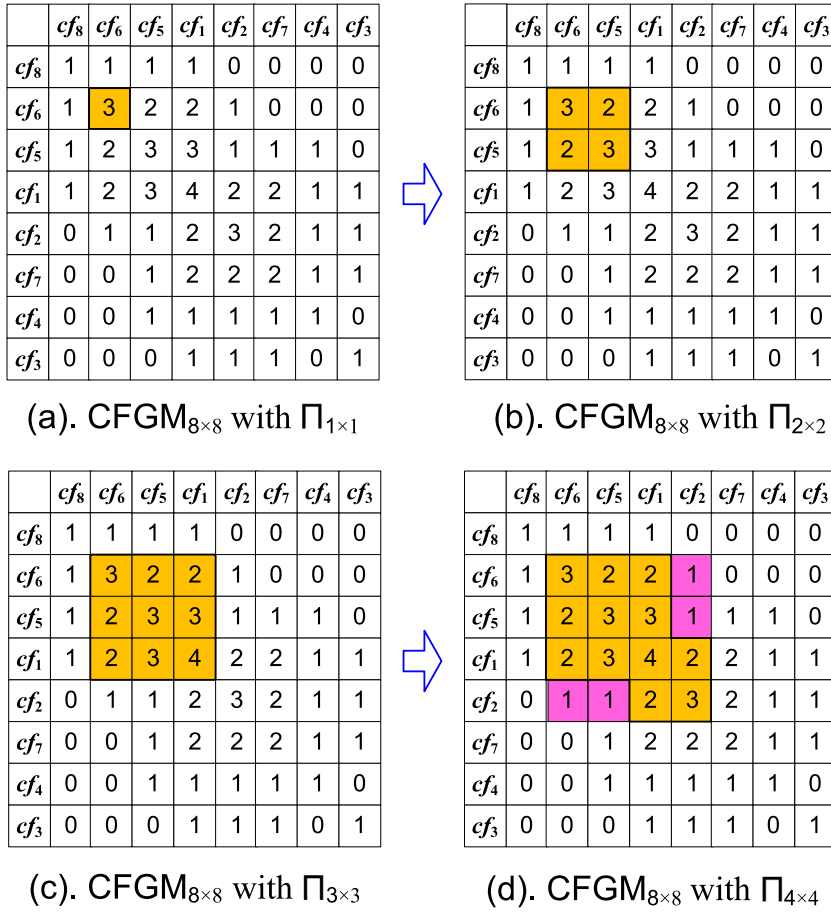 cf₈ cf₆ cf₅ cf₁ cf₂ cf₇ cf₄ cf₃
cf₈ 1 1 1 1 0 0 0 0
cf₆ 1 3 2 2 1 0 0 0
cf₅ 1 2 3 3 1 1 1 0
cf₁ 1 2 3 4 2 2 1 1
cf₂ 0 1 1 2 3 2 1 1
cf₇ 0 0 1 2 2 2 1 1
cf₄ 0 0 1 1 1 1 1 0
cf₃ 0 0 0 1 1 1 0 1
(a). CFGM₈ₓ₈ with Π₁ₓ₁
cf₈ cf₆ cf₅ cf₁ cf₂ cf₇ cf₄ cf₃
cf₈ 1 1 1 1 0 0 0 0
cf₆ 1 3 2 2 1 0 0 0
cf₅ 1 2 3 3 1 1 1 0
cf₁ 1 2 3 4 2 2 1 1
cf₂ 0 1 1 2 3 2 1 1
cf₇ 0 0 1 2 2 2 1 1
cf₄ 0 0 1 1 1 1 1 0
cf₃ 0 0 0 1 1 1 0 1
(b). CFGM₈ₓ₈ with Π₂ₓ₂
cf₈ cf₆ cf₅ cf₁ cf₂ cf₇ cf₄ cf₃
cf₈ 1 1 1 1 0 0 0 0
cf₆ 1 3 2 2 1 0 0 0
cf₅ 1 2 3 3 1 1 1 0
cf₁ 1 2 3 4 2 2 1 1
cf₂ 0 1 1 2 3 2 1 1
cf₇ 0 0 1 2 2 2 1 1
cf₄ 0 0 1 1 1 1 1 0
cf₃ 0 0 0 1 1 1 0 1
(c). CFGM₈ₓ₈ with Π₃ₓ₃
cf₈ cf₆ cf₅ cf₁ cf₂ cf₇ cf₄ cf₃
cf₈ 1 1 1 1 0 0 0 0
cf₆ 1 3 2 2 1 0 0 0
cf₅ 1 2 3 3 1 1 1 0
cf₁ 1 2 3 4 2 2 1 1
cf₂ 0 1 1 2 3 2 1 1
cf₇ 0 0 1 2 2 2 1 1
cf₄ 0 0 1 1 1 1 1 0
cf₃ 0 0 0 1 1 1 0 1
(d). CFGM₈ₓ₈ with Π₄ₓ₄